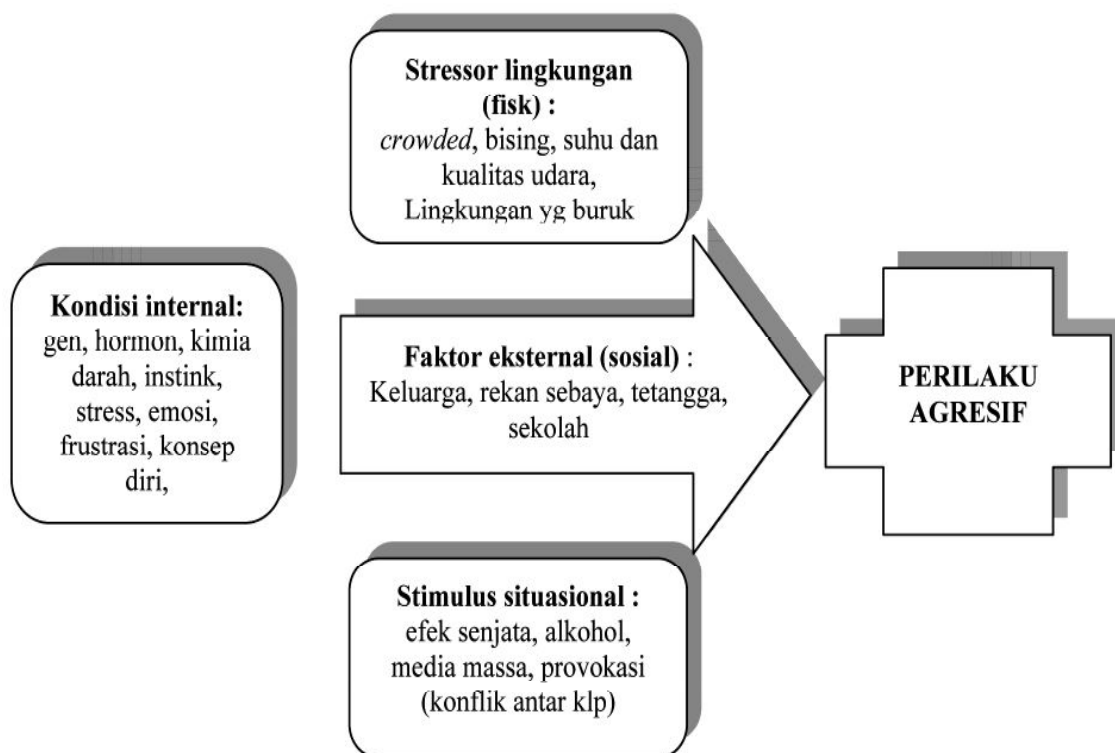 Stressor lingkungan
(fisk) :
crowded, bising, suhu dan
kualitas udara,
Lingkungan yg buruk
Kondisi internal:
gen, hormon, kimia
darah, instink,
stress, emosi,
frustrasi, konsep
diri,
Faktor eksternal (sosial) :
Keluarga, rekan sebaya, tetangga,
sekolah
PERILAKU
AGRESIF
Stimulus situasional :
efek senjata, alkohol,
media massa, provokasi
(konflik antar klp)